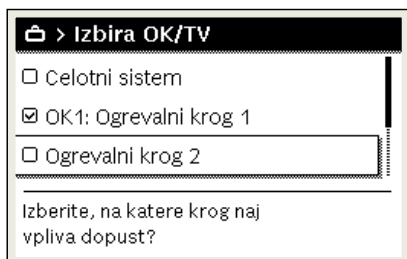 > Izbira OK/TV
Celotni sistem
OK1: Ogrevalni krog 1
Ogrevalni krog 2
Izberite, na katere krog naj
vpliva dopust?